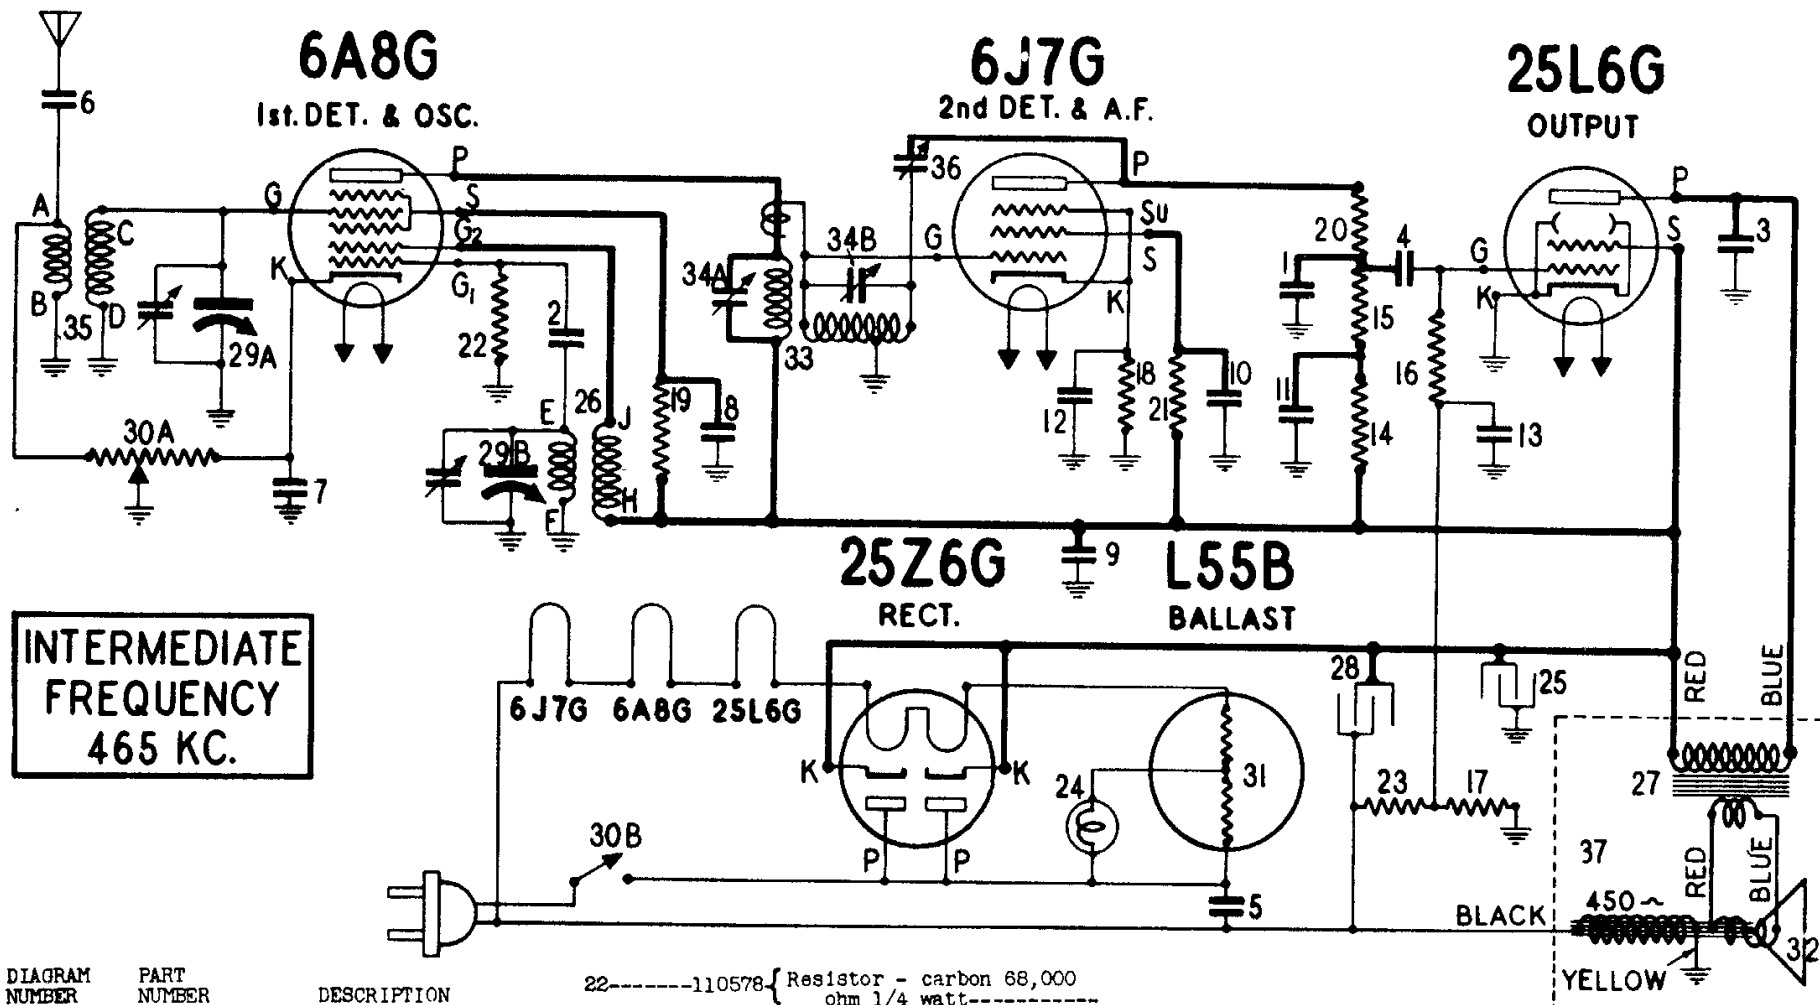 6A8G
1st. DET. & OSC.
6J7G
2nd DET. & A.F.
25L6G
OUTPUT
6
P
S
G2
G1
G
K
A
B
C
D
35
29A
30A
7
22
2
26
E
F
J
H
29B
19
8
34A
34B
33
36
G
P
SU
S
K
12
18
21
10
9
20
1
15
4
11
14
16
13
G
K
P
S
3
25Z6G
RECT.
L55B
BALLAST
INTERMEDIATE
FREQUENCY
465 KC.
6J7G
6A8G
25L6G
K
K
P
P
30B
24
31
5
28
25
23
17
RED
BLUE
27
37
RED
BLUE
450~
BLACK
YELLOW
32
DIAGRAM PART
NUMBER NUMBER DESCRIPTION
22-------110578-{ Resistor - carbon 68,000
ohm 1/4 watt------------